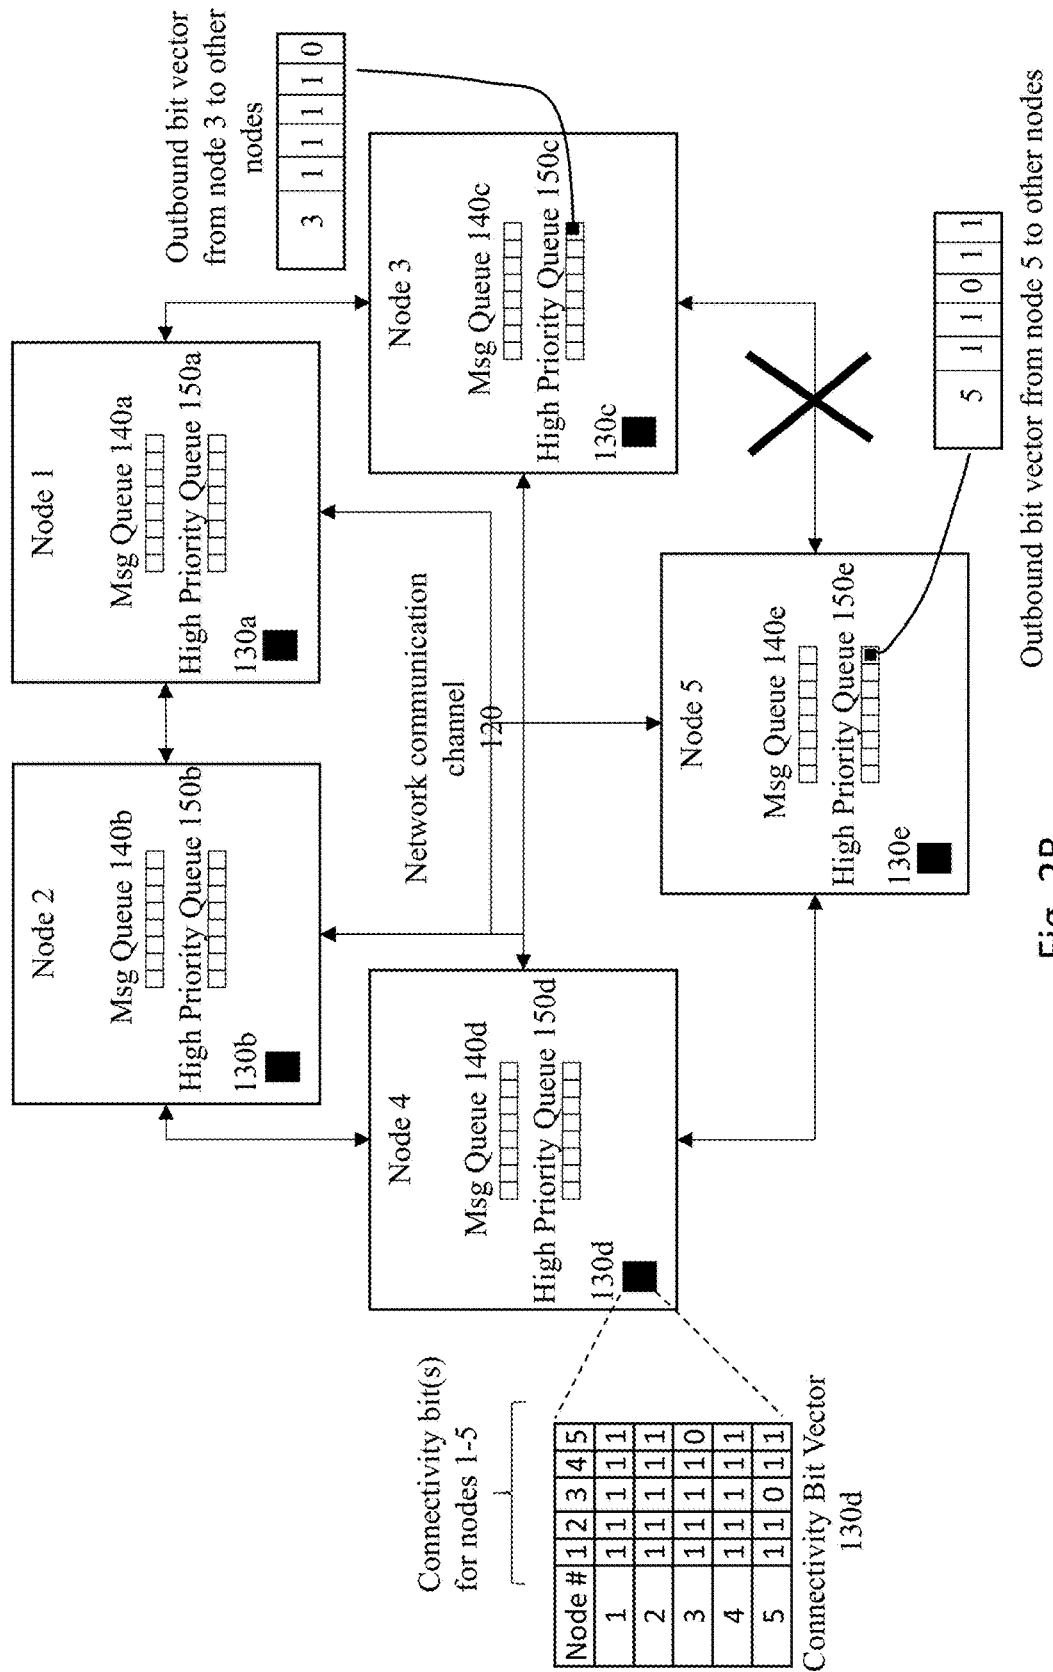 Outbound bit vector
from node 3 to other
nodes
3 1 1 1 1 0
Node 1
Msg Queue 140a
High Priority Queue 150a
130a
Node 2
Msg Queue 140b
High Priority Queue 150b
130b
Node 3
Msg Queue 140c
High Priority Queue 150c
130c
Network communication
channel
120
Node 4
Msg Queue 140d
High Priority Queue 150d
130d
Node 5
Msg Queue 140e
High Priority Queue 150e
130e
Connectivity bit(s)
for nodes 1-5
Node # 1 2 3 4 5
1 1 1 1 1 1
2 1 1 1 1 1
3 1 1 1 1 0
4 1 1 1 1 1
5 1 1 0 1 1
Connectivity Bit Vector
130d
5 1 1 0 1 1
Outbound bit vector from node 5 to other nodes